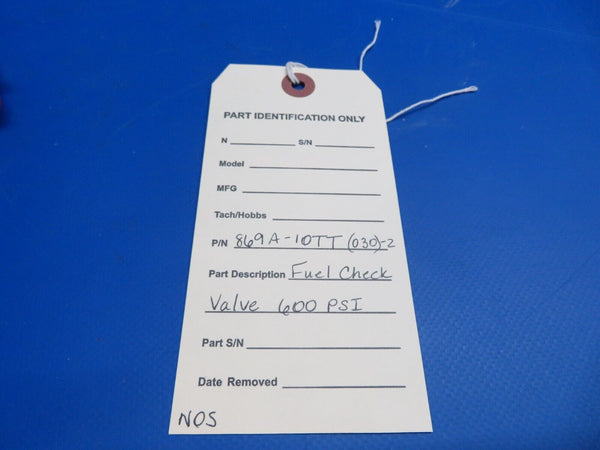 PART IDENTIFICATION ONLY
N S/N
Model
MFG
Tach/Hobbs
P/N 869A-10TT (030)-2
Part Description Fuel Check
Valve 600 PSI
Part S/N
Date Removed
NOS